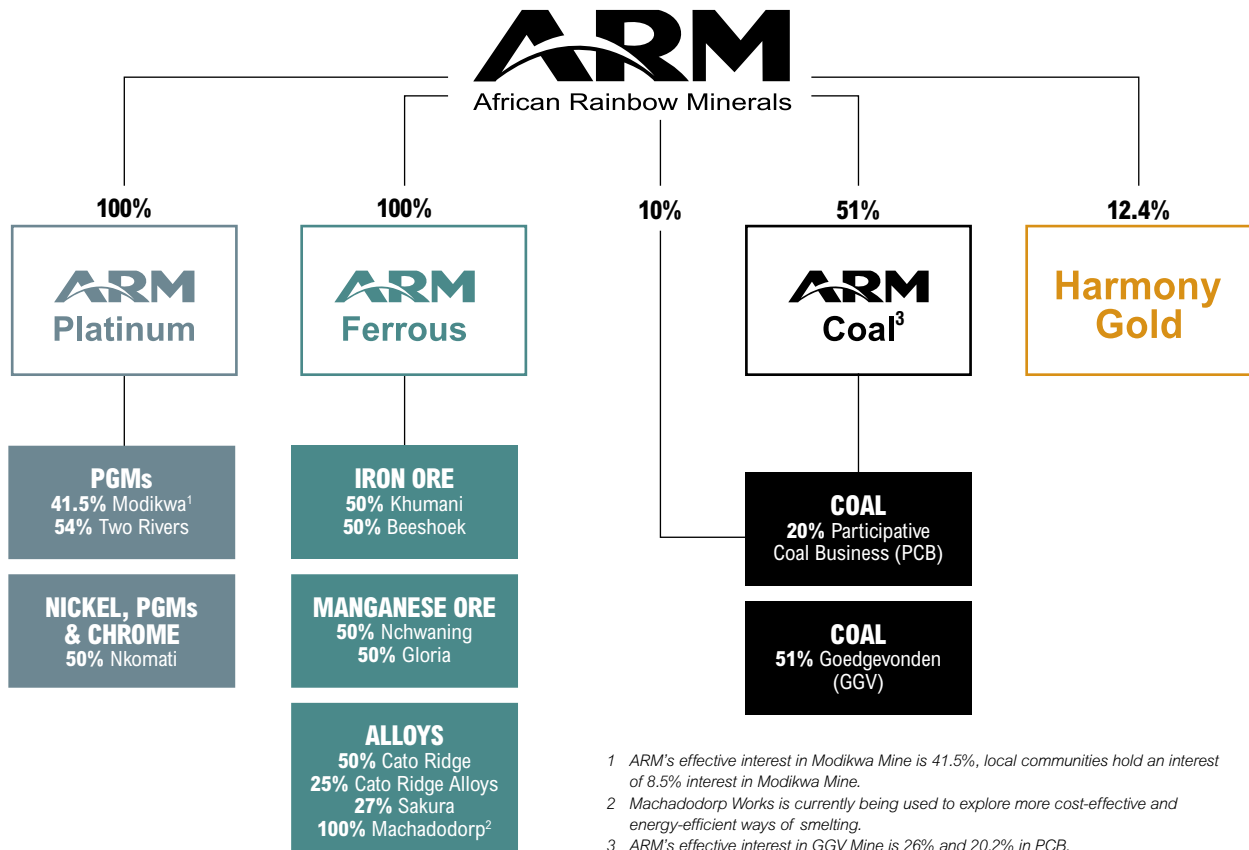 ARM
African Rainbow Minerals
100%
100%
10%
51%
12.4%
ARM
Platinum
ARM
Ferrous
ARM
Coal³
Harmony
Gold
PGMs
41.5% Modikwa¹
54% Two Rivers
NICKEL, PGMs
& CHROME
50% Nkomati
IRON ORE
50% Khumani
50% Beeshoek
MANGANESE ORE
50% Nchwaning
50% Gloria
ALLOYS
50% Cato Ridge
25% Cato Ridge Alloys
27% Sakura
100% Machadodorp²
COAL
20% Participative
Coal Business (PCB)
COAL
51% Goedgevonden
(GGV)
1 ARM's effective interest in Modikwa Mine is 41.5%, local communities hold an interest
of 8.5% interest in Modikwa Mine.
2 Machadodorp Works is currently being used to explore more cost-effective and
energy-efficient ways of smelting.
3 ARM's effective interest in GGV Mine is 26% and 20.2% in PCB.